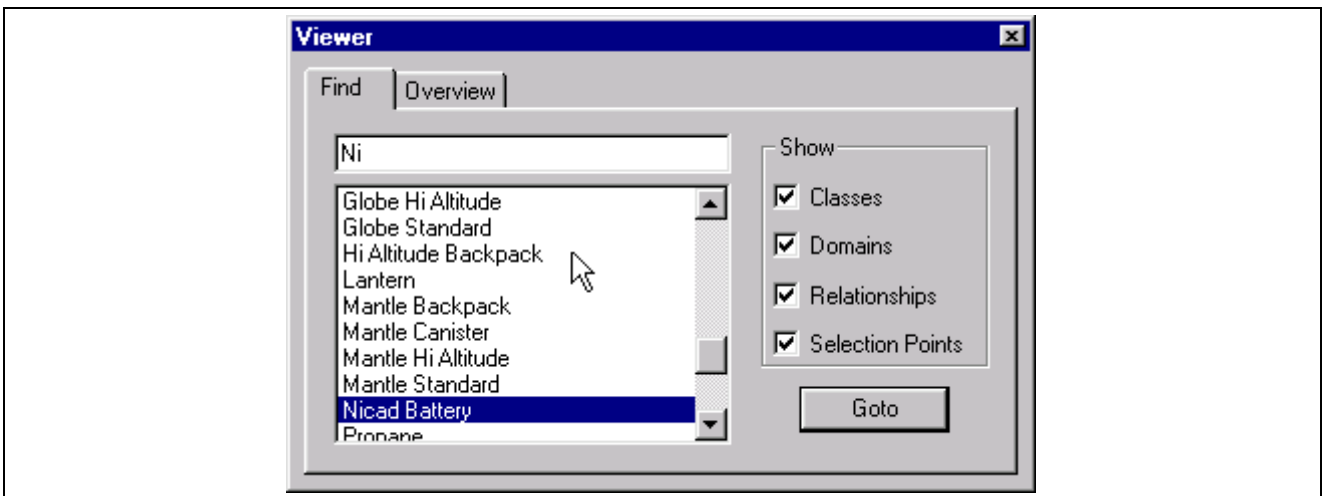 Viewer
Find
Overview
Ni
Globe Hi Altitude
Globe Standard
Hi Altitude Backpack
Lantern
Mantle Backpack
Mantle Canister
Mantle Hi Altitude
Mantle Standard
Nicad Battery
Propane
Show
Classes
Domains
Relationships
Selection Points
Goto